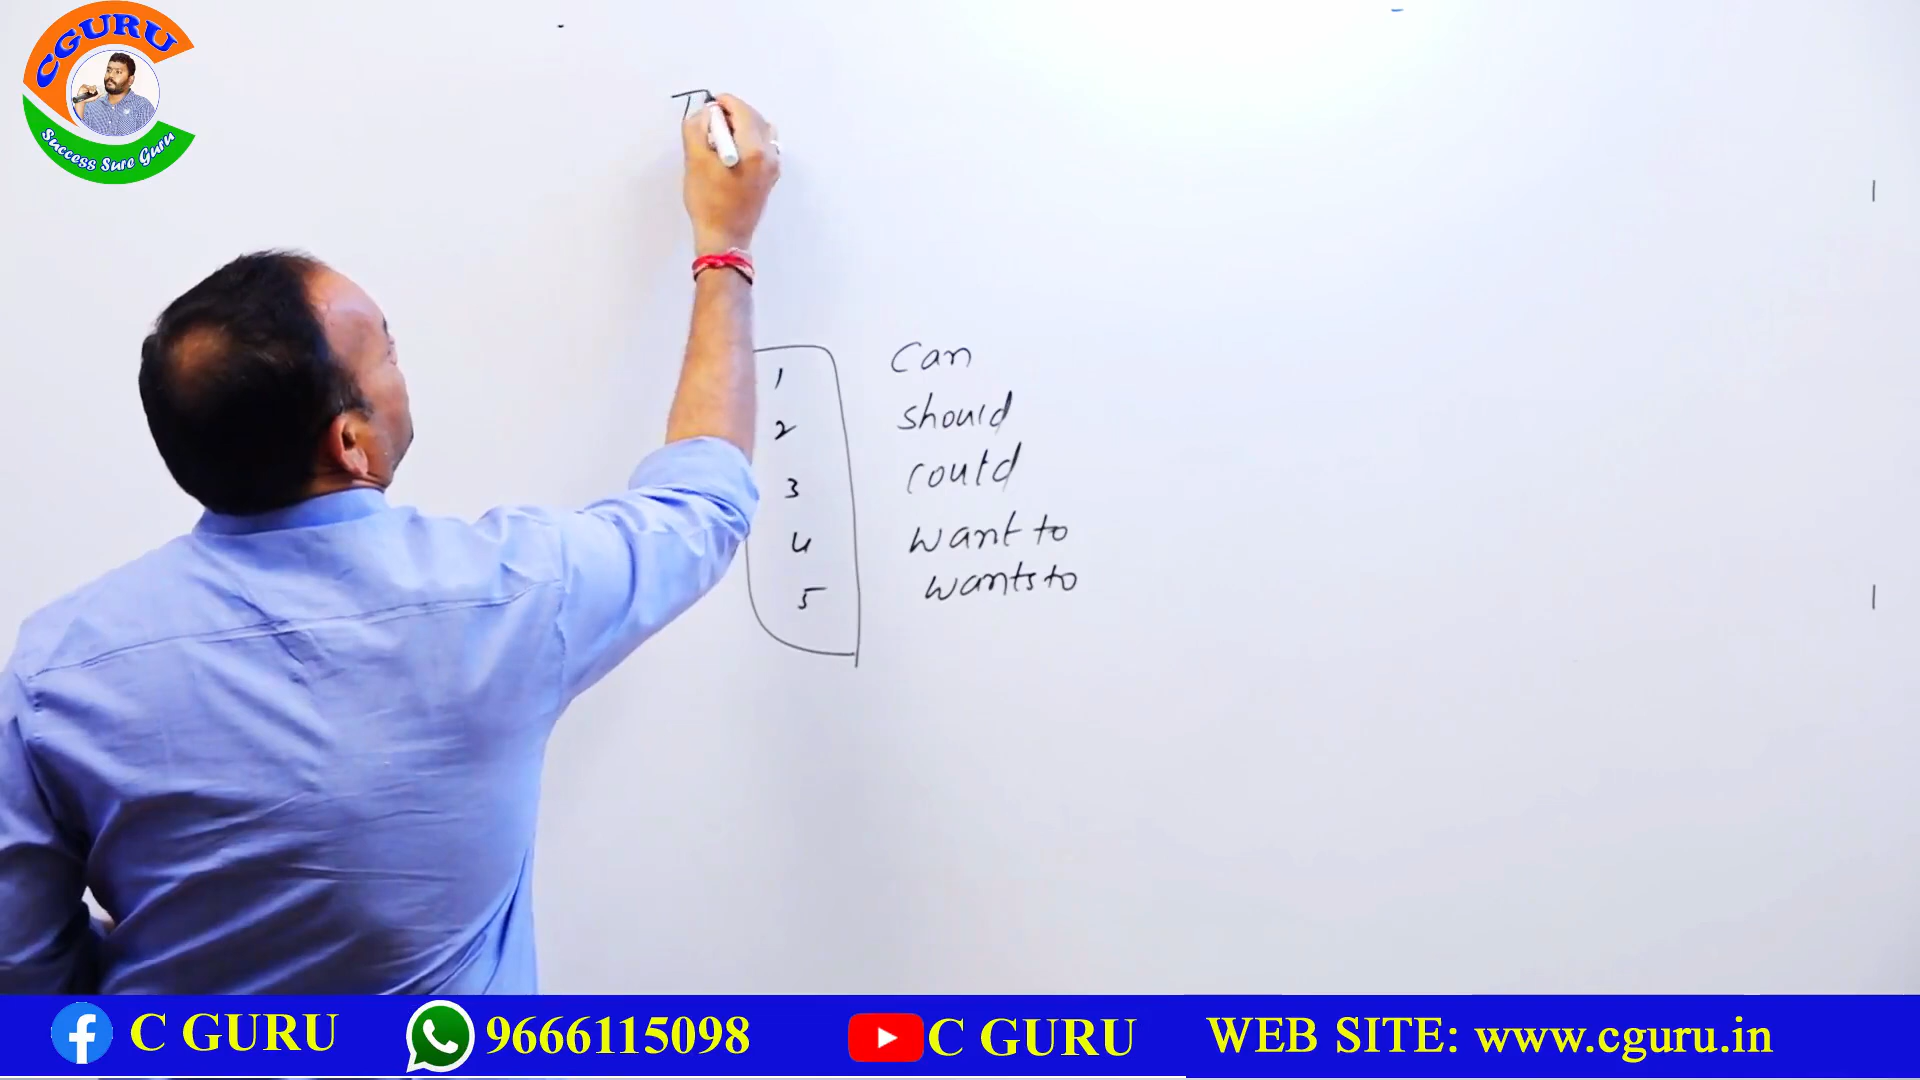 CGURU
Success Sure Guru
T
1 Can
2 should
3 could
4 want to
5 wants to
C GURU 9666115098 C GURU WEB SITE: www.cguru.in